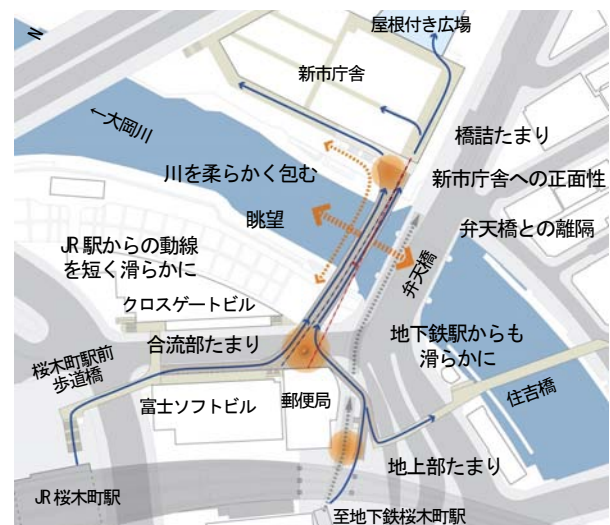 屋根付き広場
N
新市庁舎
←大岡川
橋詰たまり
川を柔らかく包む
新市庁舎への正面性
眺望
弁天橋との離隔
JR駅からの動線
を短く滑らかに
弁天橋
クロスゲートビル
地下鉄駅からも
滑らかに
合流部たまり
桜木町駅前
歩道橋
住吉橋
富士ソフトビル
郵便局
地上部たまり
JR桜木町駅
至地下鉄桜木町駅